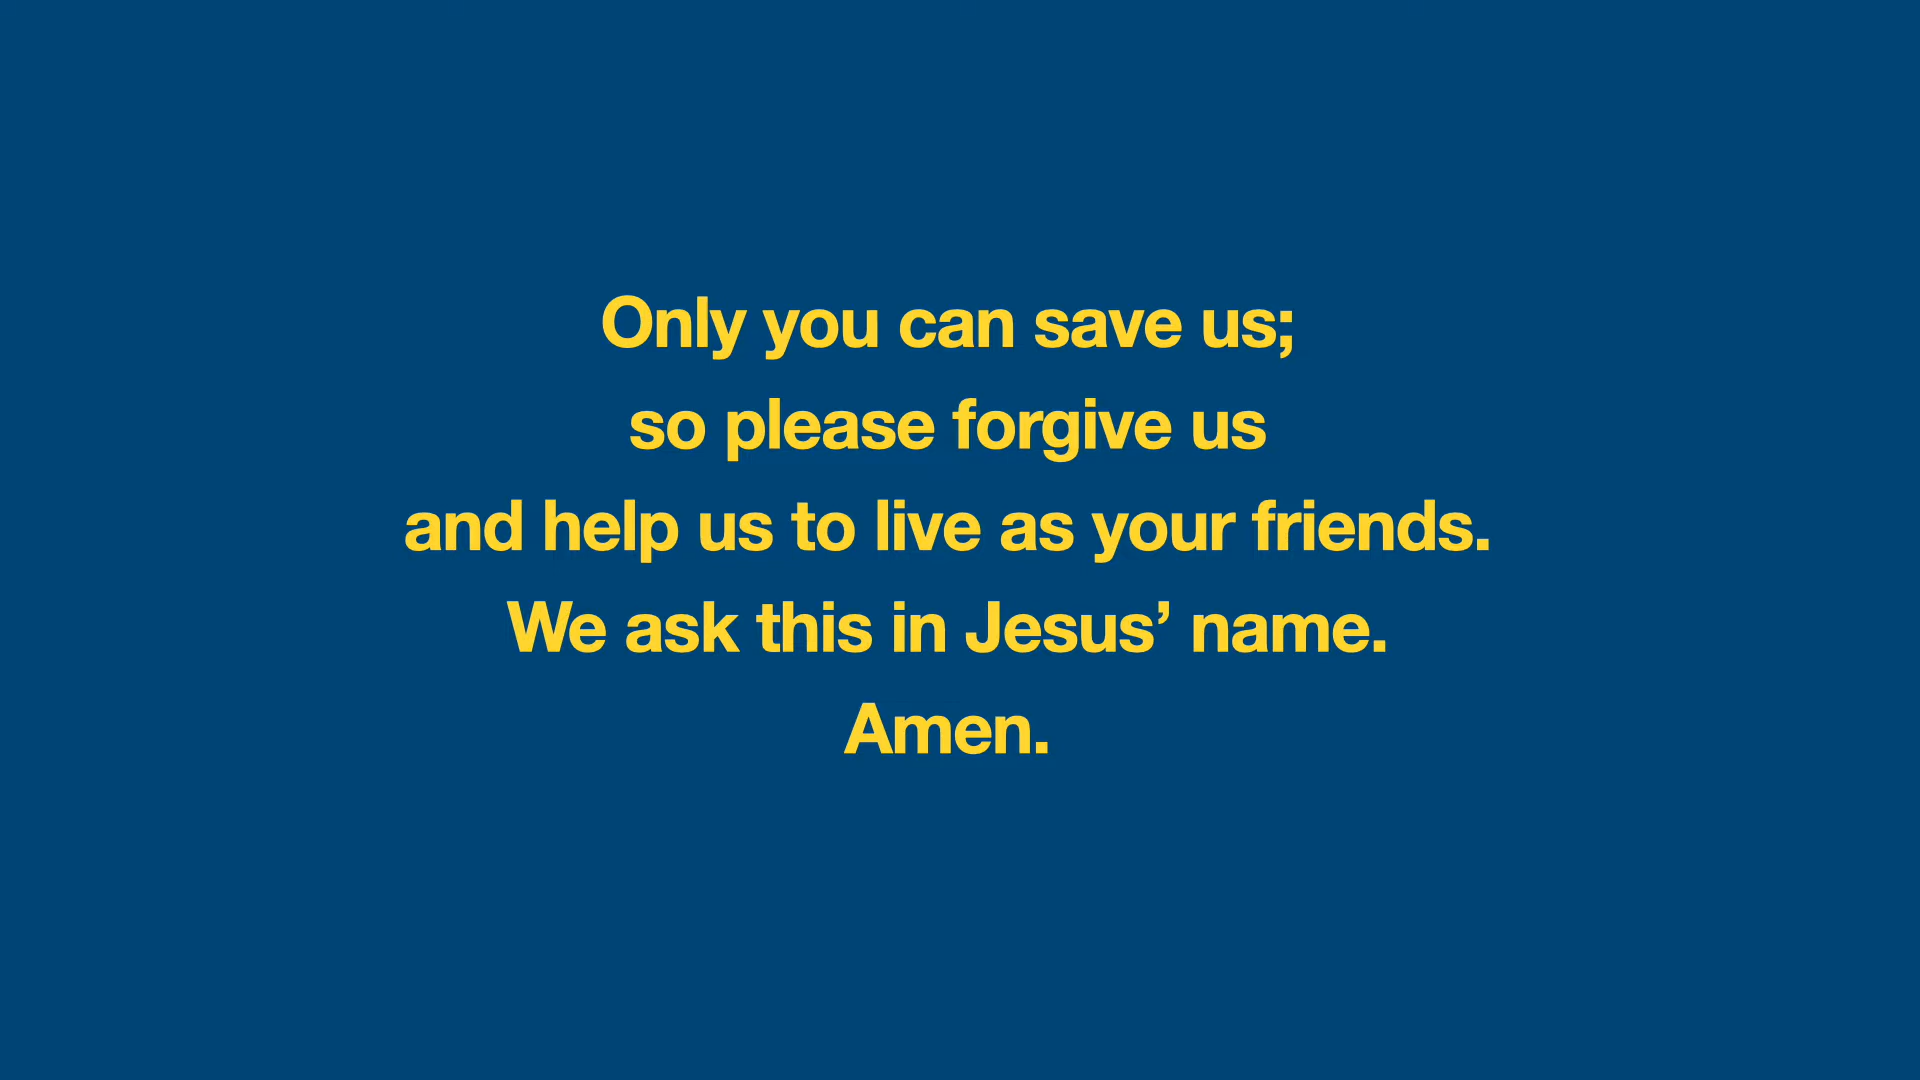 Only you can save us;
so please forgive us
and help us to live as your friends.
We ask this in Jesus’ name.
Amen.